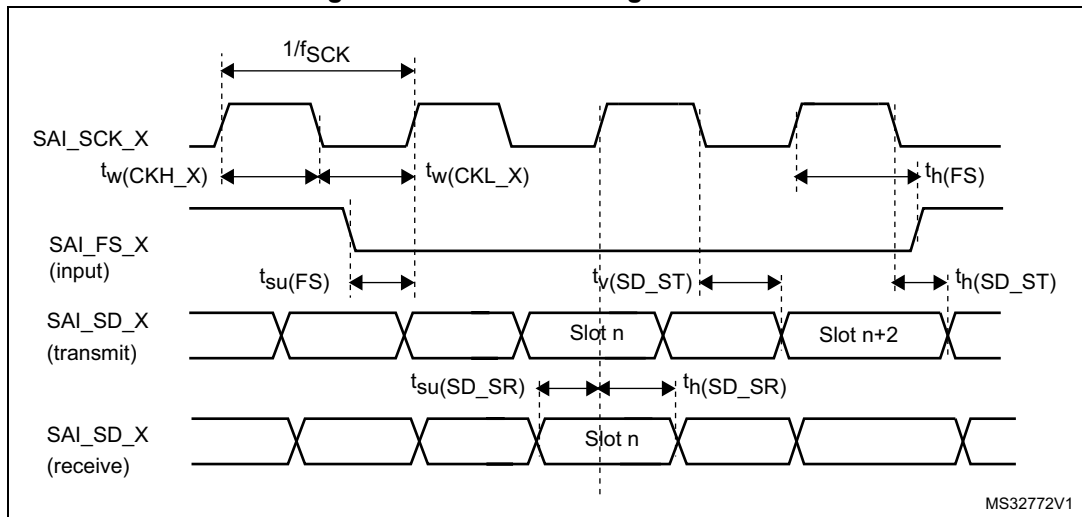 1/fSCK
SAI_SCK_X
tw(CKH_X)
tw(CKL_X)
th(FS)
SAI_FS_X
(input)
tsu(FS)
tv(SD_ST)
th(SD_ST)
SAI_SD_X
(transmit)
Slot n
Slot n+2
tsu(SD_SR)
th(SD_SR)
SAI_SD_X
(receive)
Slot n
MS32772V1